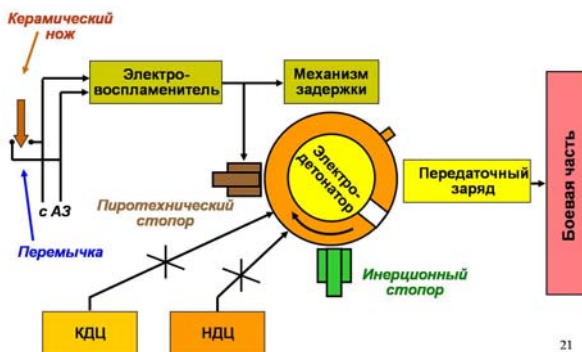 Керамический
нож
Электро-
воспламенитель
Механизм
задержки
Электро-
детонатор
Передаточный
заряд
Боевая часть
с АЗ
Пиротехнический
стопор
Перемычка
Инерционный
стопор
КДЦ
НДЦ
21